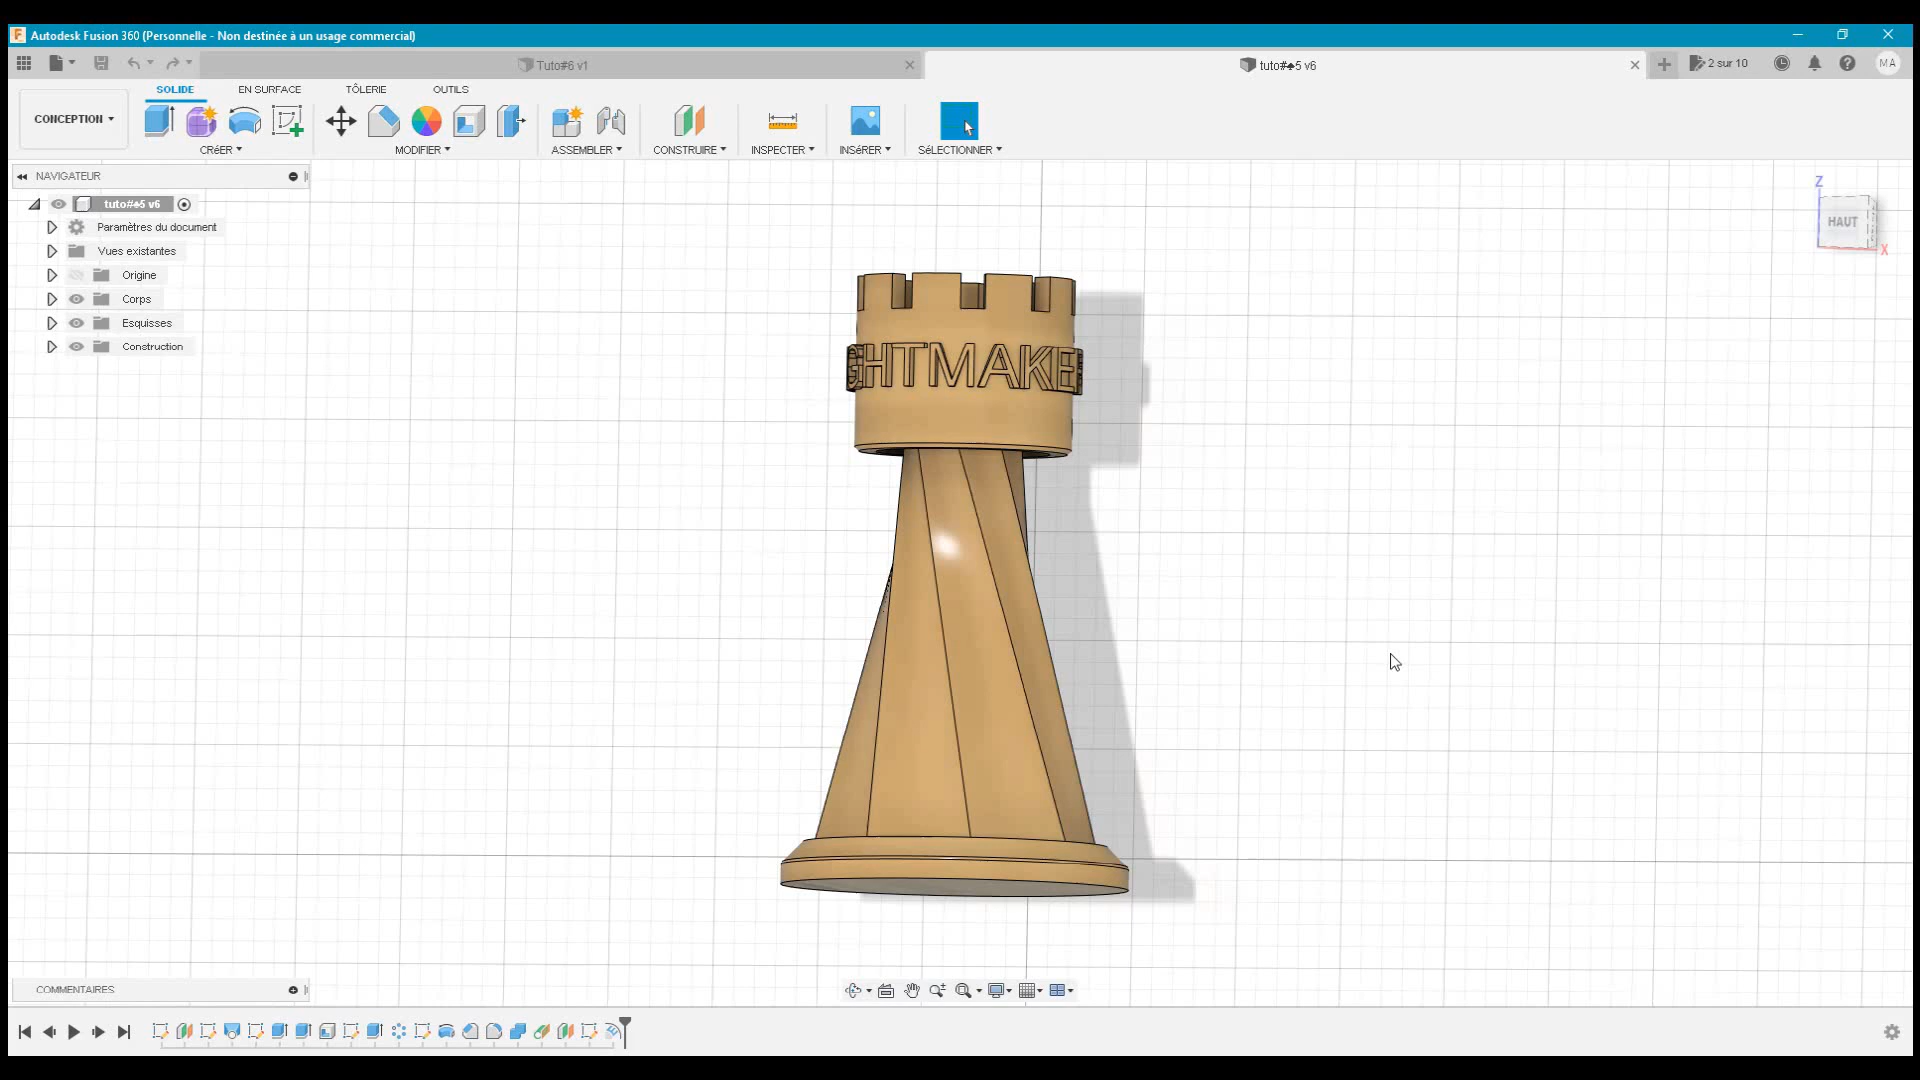 Autodesk Fusion 360 (Personnelle - Non destinée à un usage commercial)
Tuto#6 v1
tuto#♠5 v6
2 sur 10
MA
CONCEPTION
SOLIDE
EN SURFACE
TÔLERIE
OUTILS
CRéER
MODIFIER
ASSEMBLER
CONSTRUIRE
INSPECTER
INSéRER
SéLECTIONNER
NAVIGATEUR
tuto#♠5 v6
Paramètres du document
Vues existantes
Origine
Corps
Esquisses
Construction
Z
HAUT
X
GHTMAKE
COMMENTAIRES